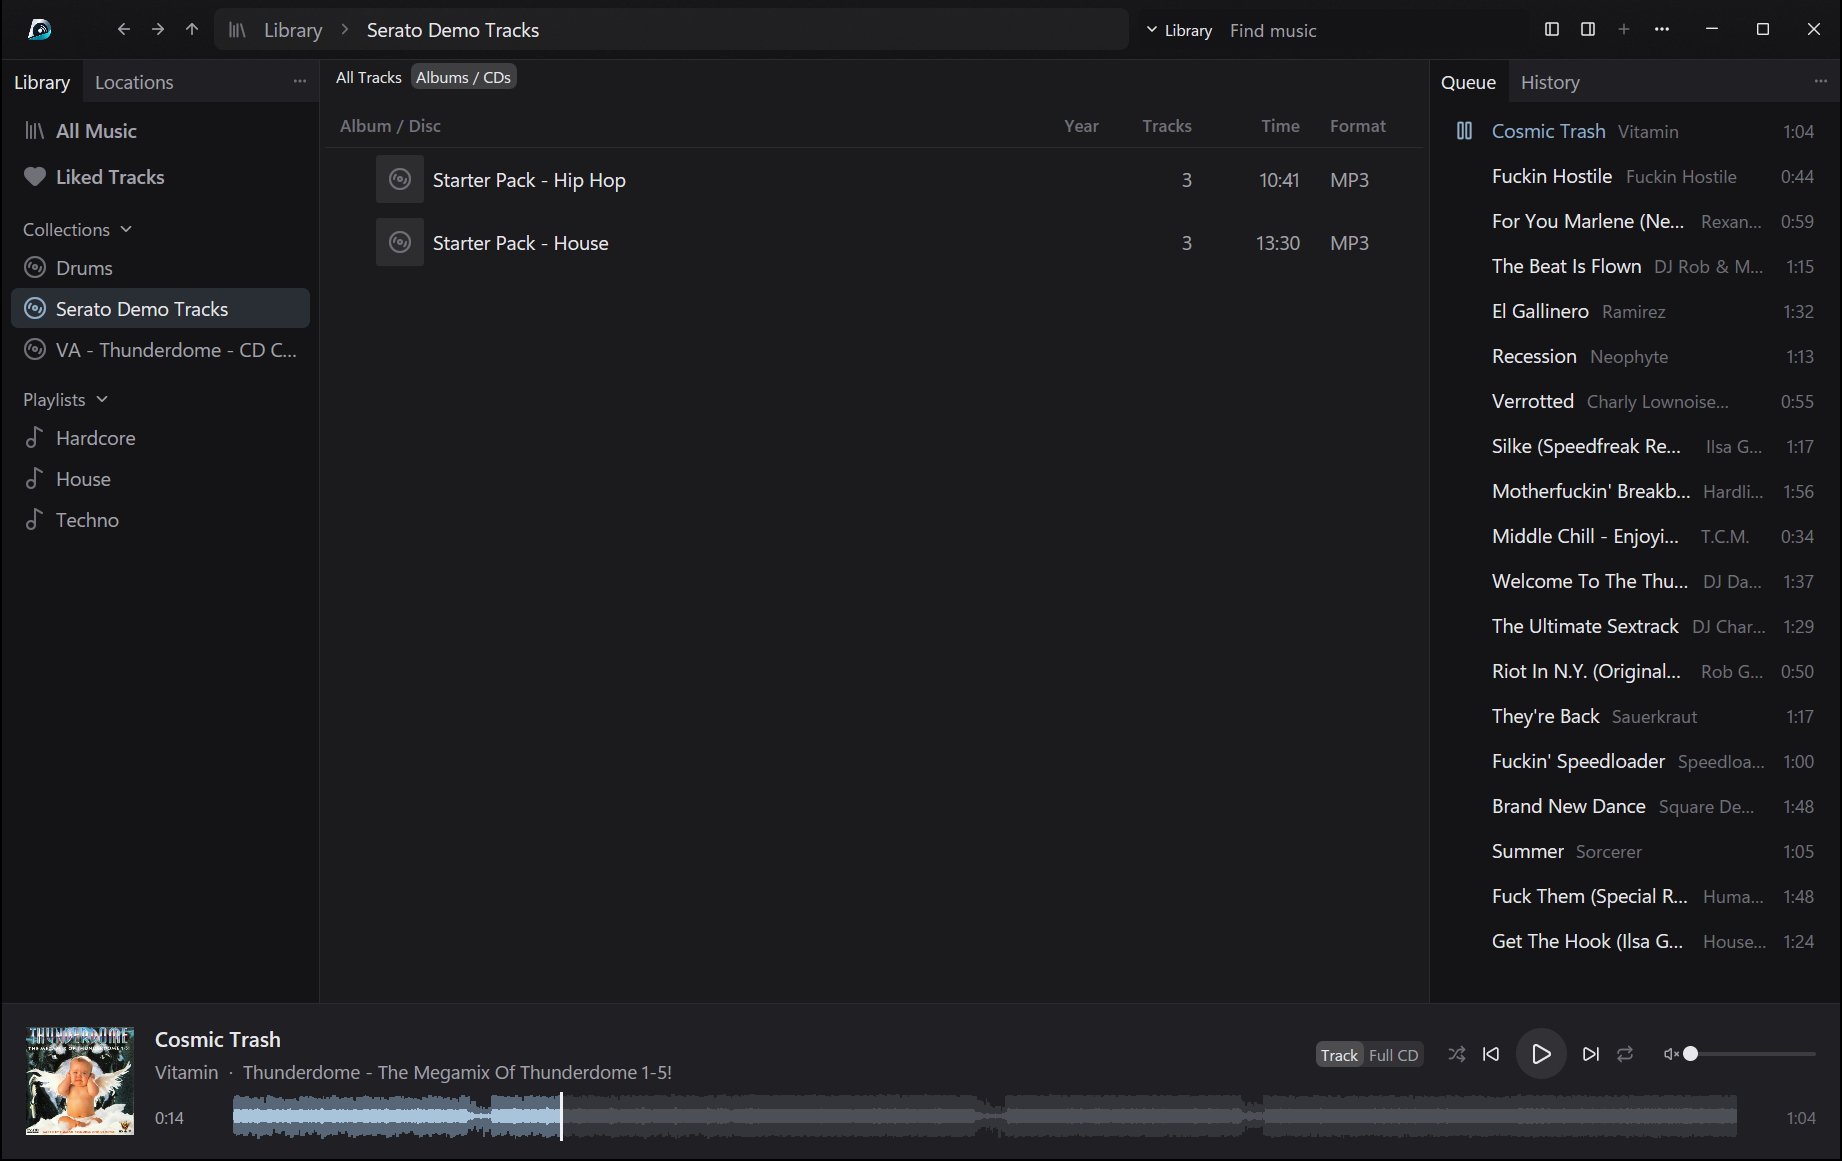 Library > Serato Demo Tracks
Library Find music
Library Locations
All Music
Liked Tracks
Collections
Drums
Serato Demo Tracks
VA - Thunderdome - CD C...
Playlists
Hardcore
House
Techno
All Tracks Albums / CDs
Album / Disc Year Tracks Time Format
Starter Pack - Hip Hop 3 10:41 MP3
Starter Pack - House 3 13:30 MP3
Queue History
Cosmic Trash Vitamin 1:04
Fuckin Hostile Fuckin Hostile 0:44
For You Marlene (Ne... Rexan... 0:59
The Beat Is Flown DJ Rob & M... 1:15
El Gallinero Ramirez 1:32
Recession Neophyte 1:13
Verrotted Charly Lownoise... 0:55
Silke (Speedfreak Re... Ilsa G... 1:17
Motherfuckin' Breakb... Hardli... 1:56
Middle Chill - Enjoyi... T.C.M. 0:34
Welcome To The Thu... DJ Da... 1:37
The Ultimate Sextrack DJ Char... 1:29
Riot In N.Y. (Original... Rob G... 0:50
They're Back Sauerkraut 1:17
Fuckin' Speedloader Speedloa... 1:00
Brand New Dance Square De... 1:48
Summer Sorcerer 1:05
Fuck Them (Special R... Huma... 1:48
Get The Hook (Ilsa G... House... 1:24
THUNDERDOME
Cosmic Trash
Vitamin · Thunderdome - The Megamix Of Thunderdome 1-5!
0:14
Track Full CD
1:04